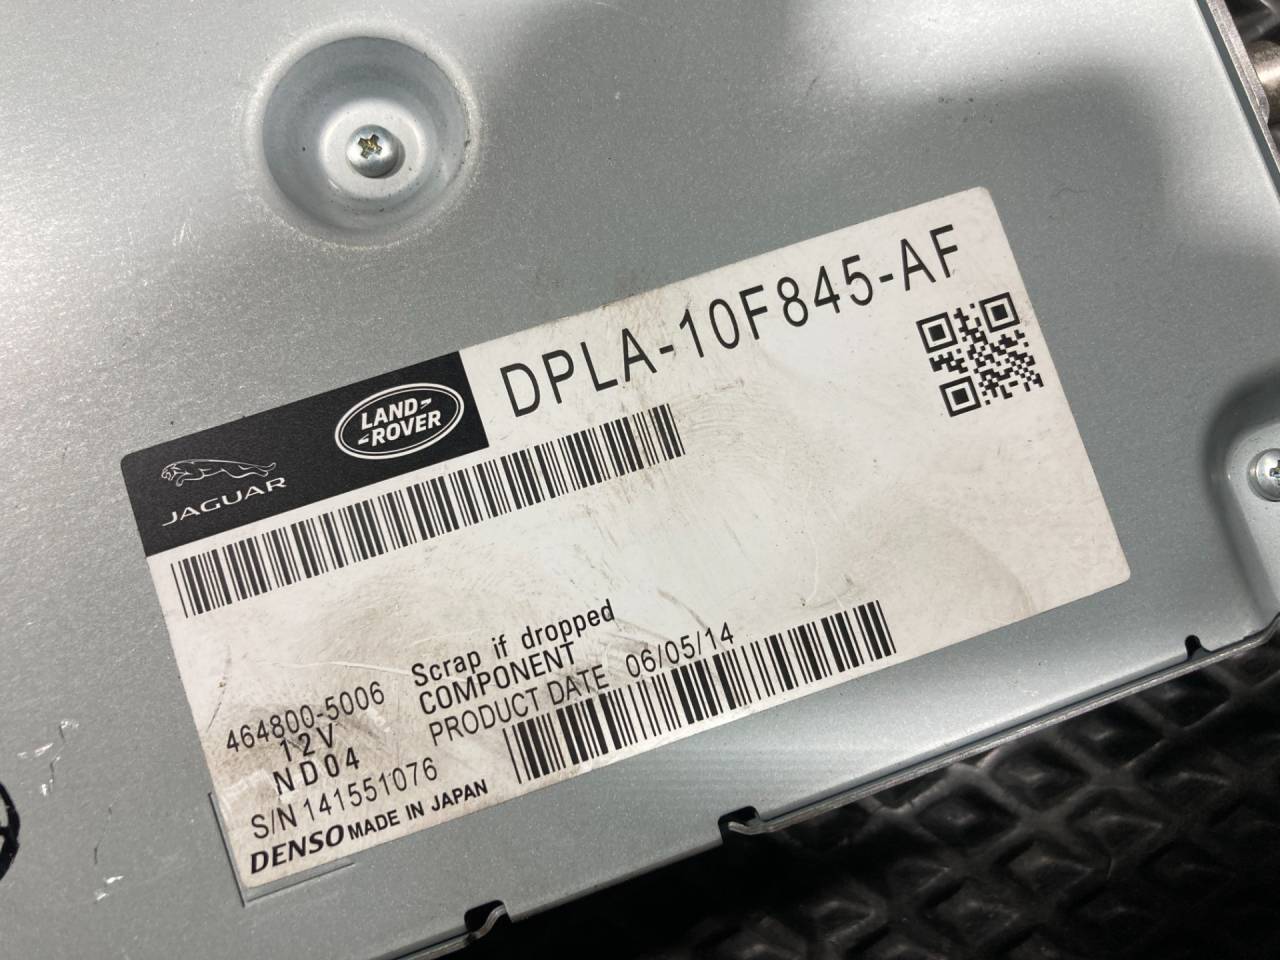 DPLA-10F845-AF
LAND
ROVER
JAGUAR
Scrap if dropped
COMPONENT
PRODUCT DATE 06/05/14
464800-5006
12V
ND04
S/N 141551076
DENSO MADE IN JAPAN